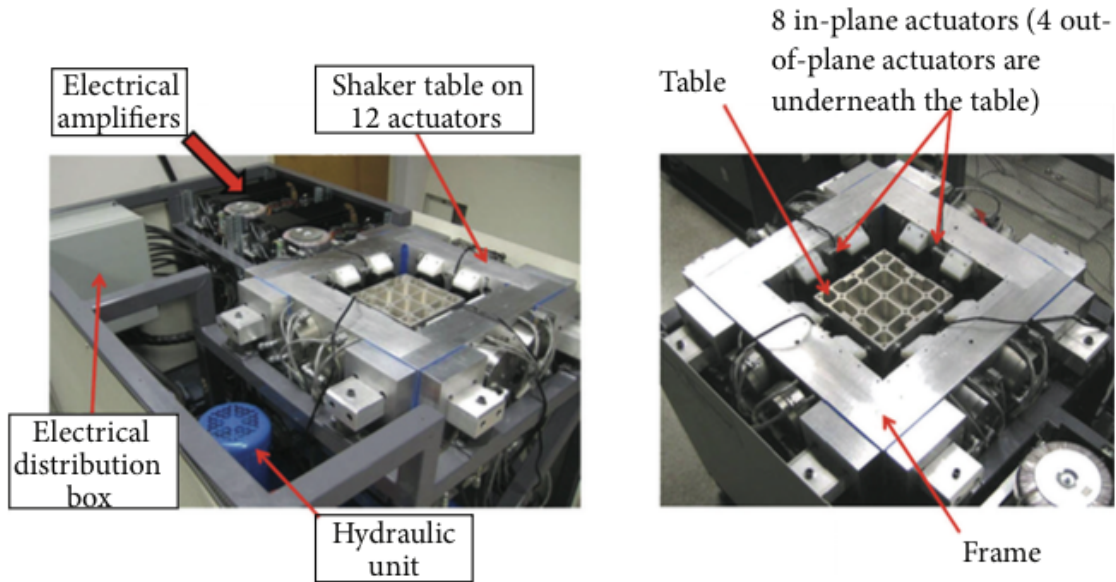 Electrical
amplifiers
Shaker table on
12 actuators
Electrical
distribution
box
Hydraulic
unit
8 in-plane actuators (4 out-
of-plane actuators are
underneath the table)
Table
Frame